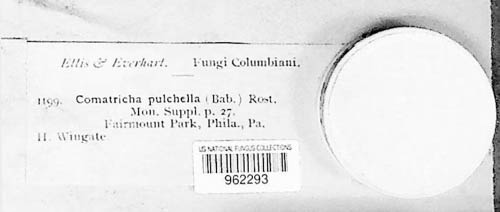 Ellis & Everhart. Fungi Columbiani.
1199. Comatricha pulchella (Bab.) Rost.
Mon. Suppl. p. 27.
Fairmount Park, Phila., Pa.
H. Wingate
US NATIONAL FUNGUS COLLECTIONS
962293